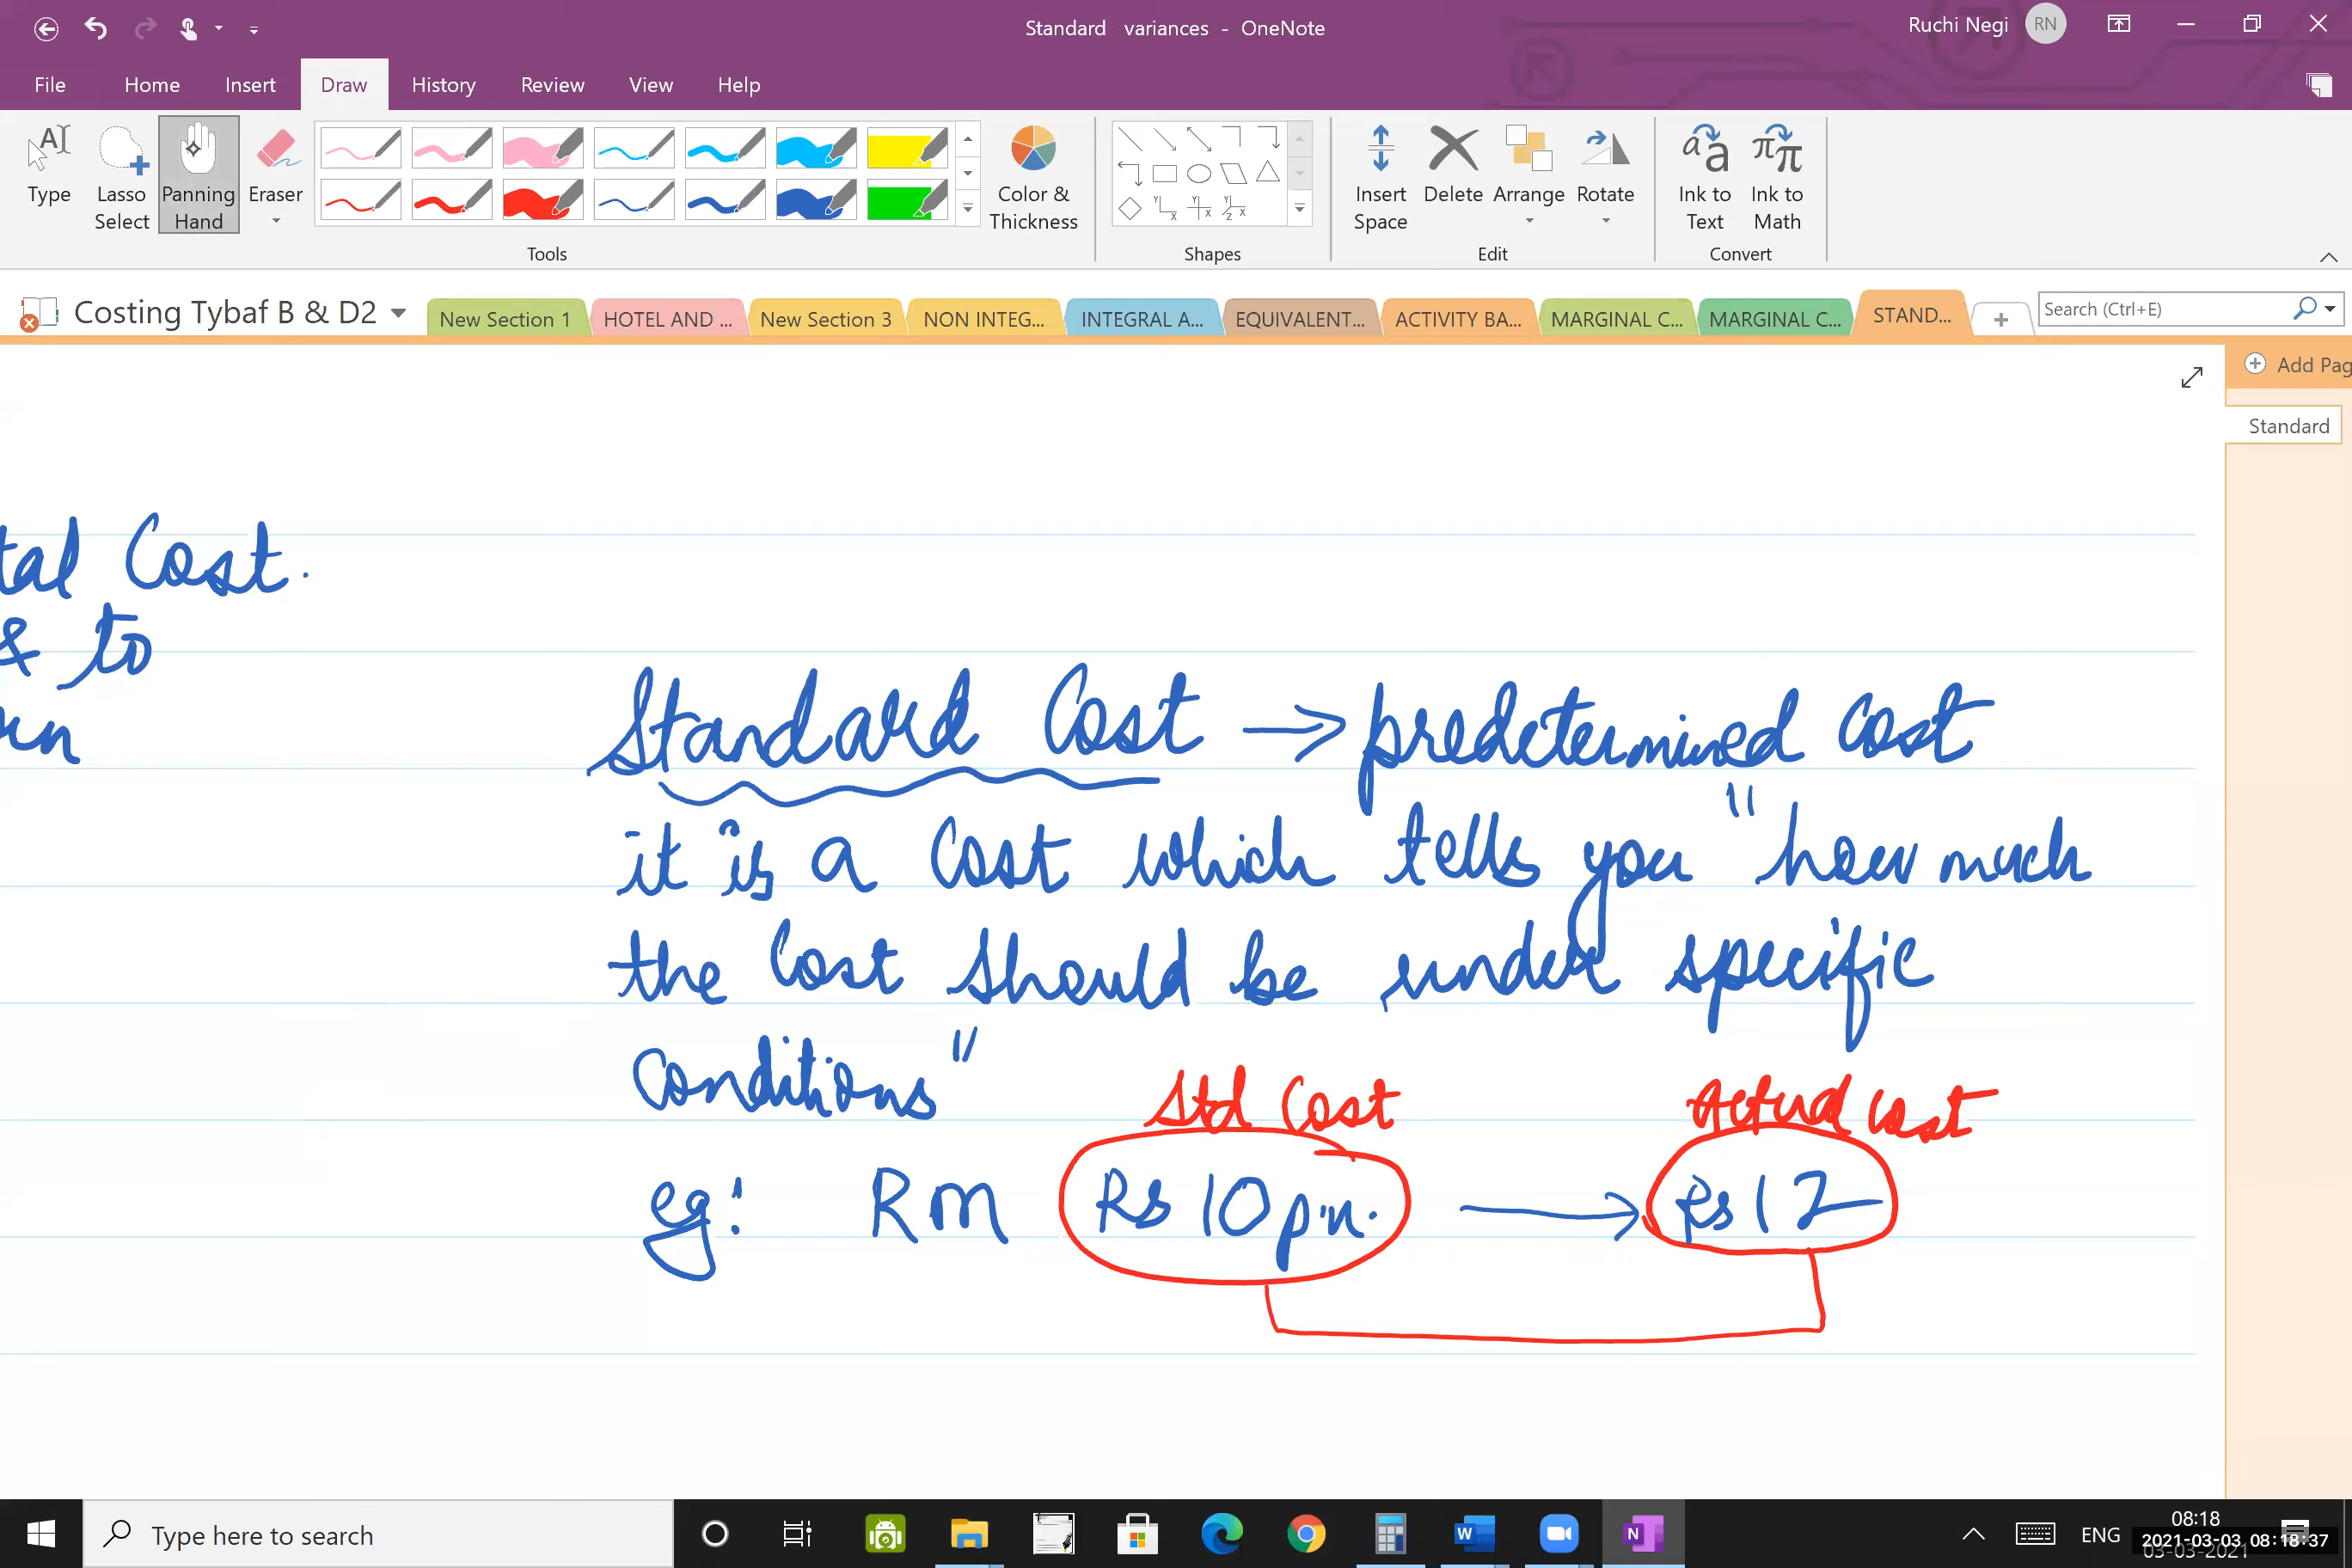 Standard variances - OneNote
Ruchi Negi RN
File Home Insert Draw History Review View Help
Type Lasso Select Panning Hand Eraser Color & Thickness Insert Space Delete Arrange Rotate Ink to Text Ink to Math
Tools Shapes Edit Convert
Costing Tybaf B & D2 New Section 1 HOTEL AND ... New Section 3 NON INTEG... INTEGRAL A... EQUIVALENT... ACTIVITY BA... MARGINAL C... MARGINAL C... STAND... Search (Ctrl+E)
Add Pag
Standard
tal Cost.
& to
Standard Cost → predetermined cost
it is a cost which tells you "how much
the cost should be under specific
conditions"
Std Cost Actual cost
eg: RM Rs 10 p.u. → Rs 12
Type here to search
ENG
08:18
2021-03-03 08:18:37
03-03-2021